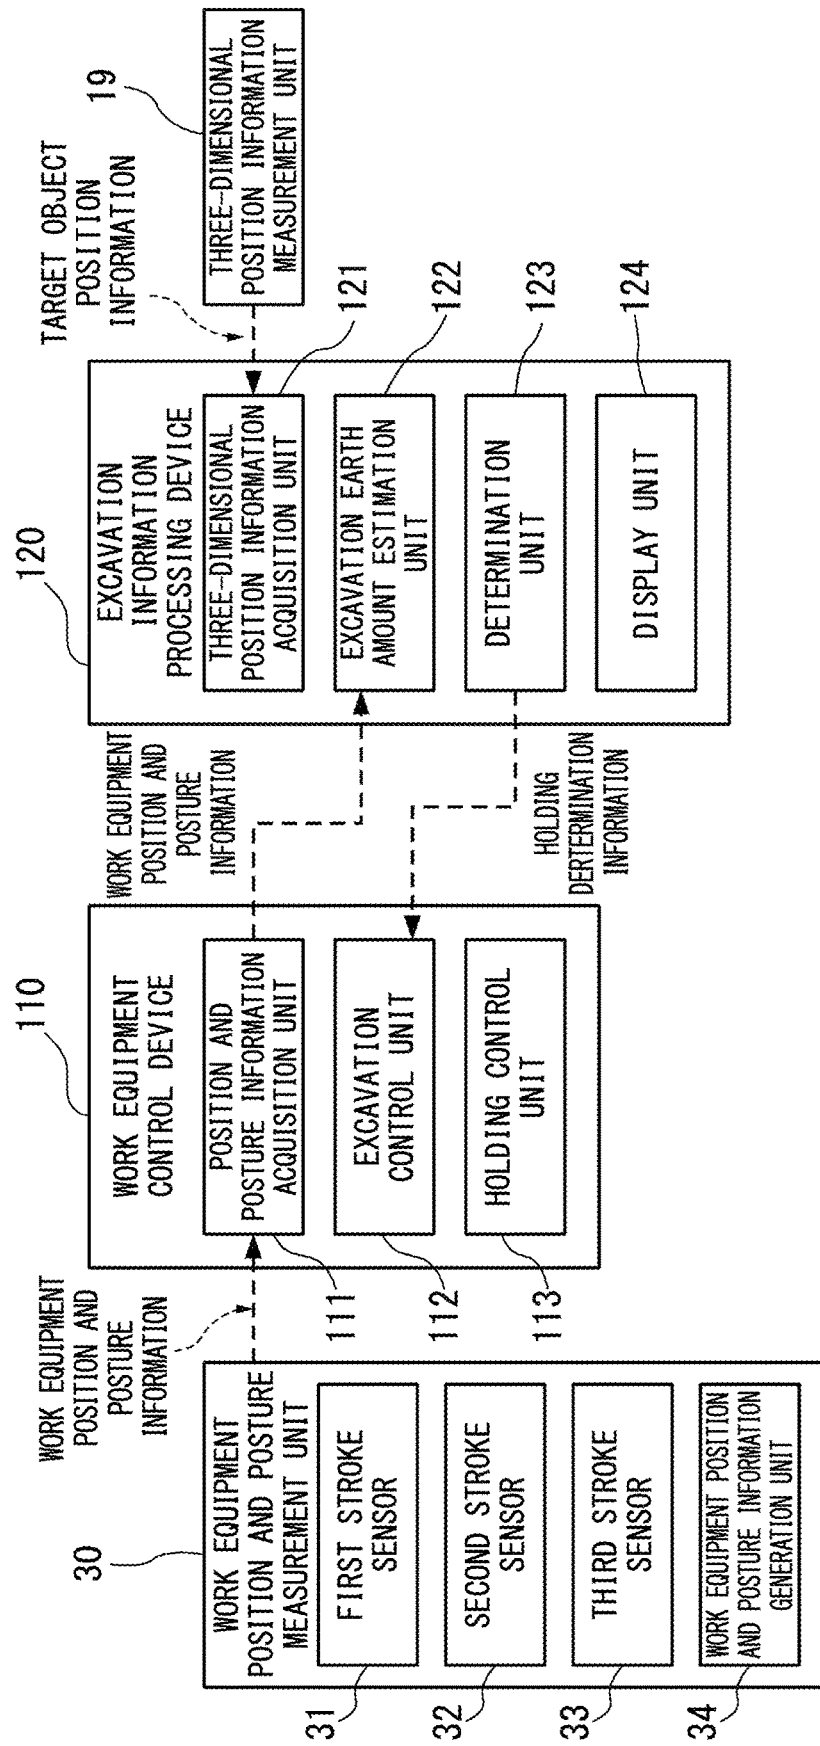 30
WORK EQUIPMENT
POSITION AND POSTURE
MEASUREMENT UNIT
31
FIRST STROKE
SENSOR
32
SECOND STROKE
SENSOR
33
THIRD STROKE
SENSOR
34
WORK EQUIPMENT POSITION
AND POSTURE INFORMATION
GENERATION UNIT
WORK EQUIPMENT
POSITION AND
POSTURE
INFORMATION
110
WORK EQUIPMENT
CONTROL DEVICE
POSITION AND
POSTURE INFORMATION
ACQUISITION UNIT
111
EXCAVATION
CONTROL UNIT
112
HOLDING CONTROL
UNIT
113
WORK EQUIPMENT
POSITION AND
POSTURE
INFORMATION
HOLDING
DERTERMINATION
INFORMATION
120
EXCAVATION
INFORMATION
PROCESSING DEVICE
THREE-DIMENSIONAL
POSITION INFORMATION
ACQUISITION UNIT
121
EXCAVATION EARTH
AMOUNT ESTIMATION
UNIT
122
DETERMINATION
UNIT
123
DISPLAY UNIT
124
TARGET OBJECT
POSITION
INFORMATION
19
THREE-DIMENSIONAL
POSITION INFORMATION
MEASUREMENT UNIT